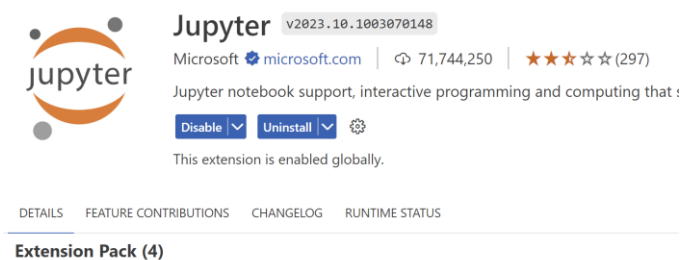 Jupyter v2023.10.1003070148
jupyter
Microsoft microsoft.com 71,744,250 (297)
Jupyter notebook support, interactive programming and computing that s
Disable Uninstall
This extension is enabled globally.
DETAILS FEATURE CONTRIBUTIONS CHANGELOG RUNTIME STATUS
Extension Pack (4)